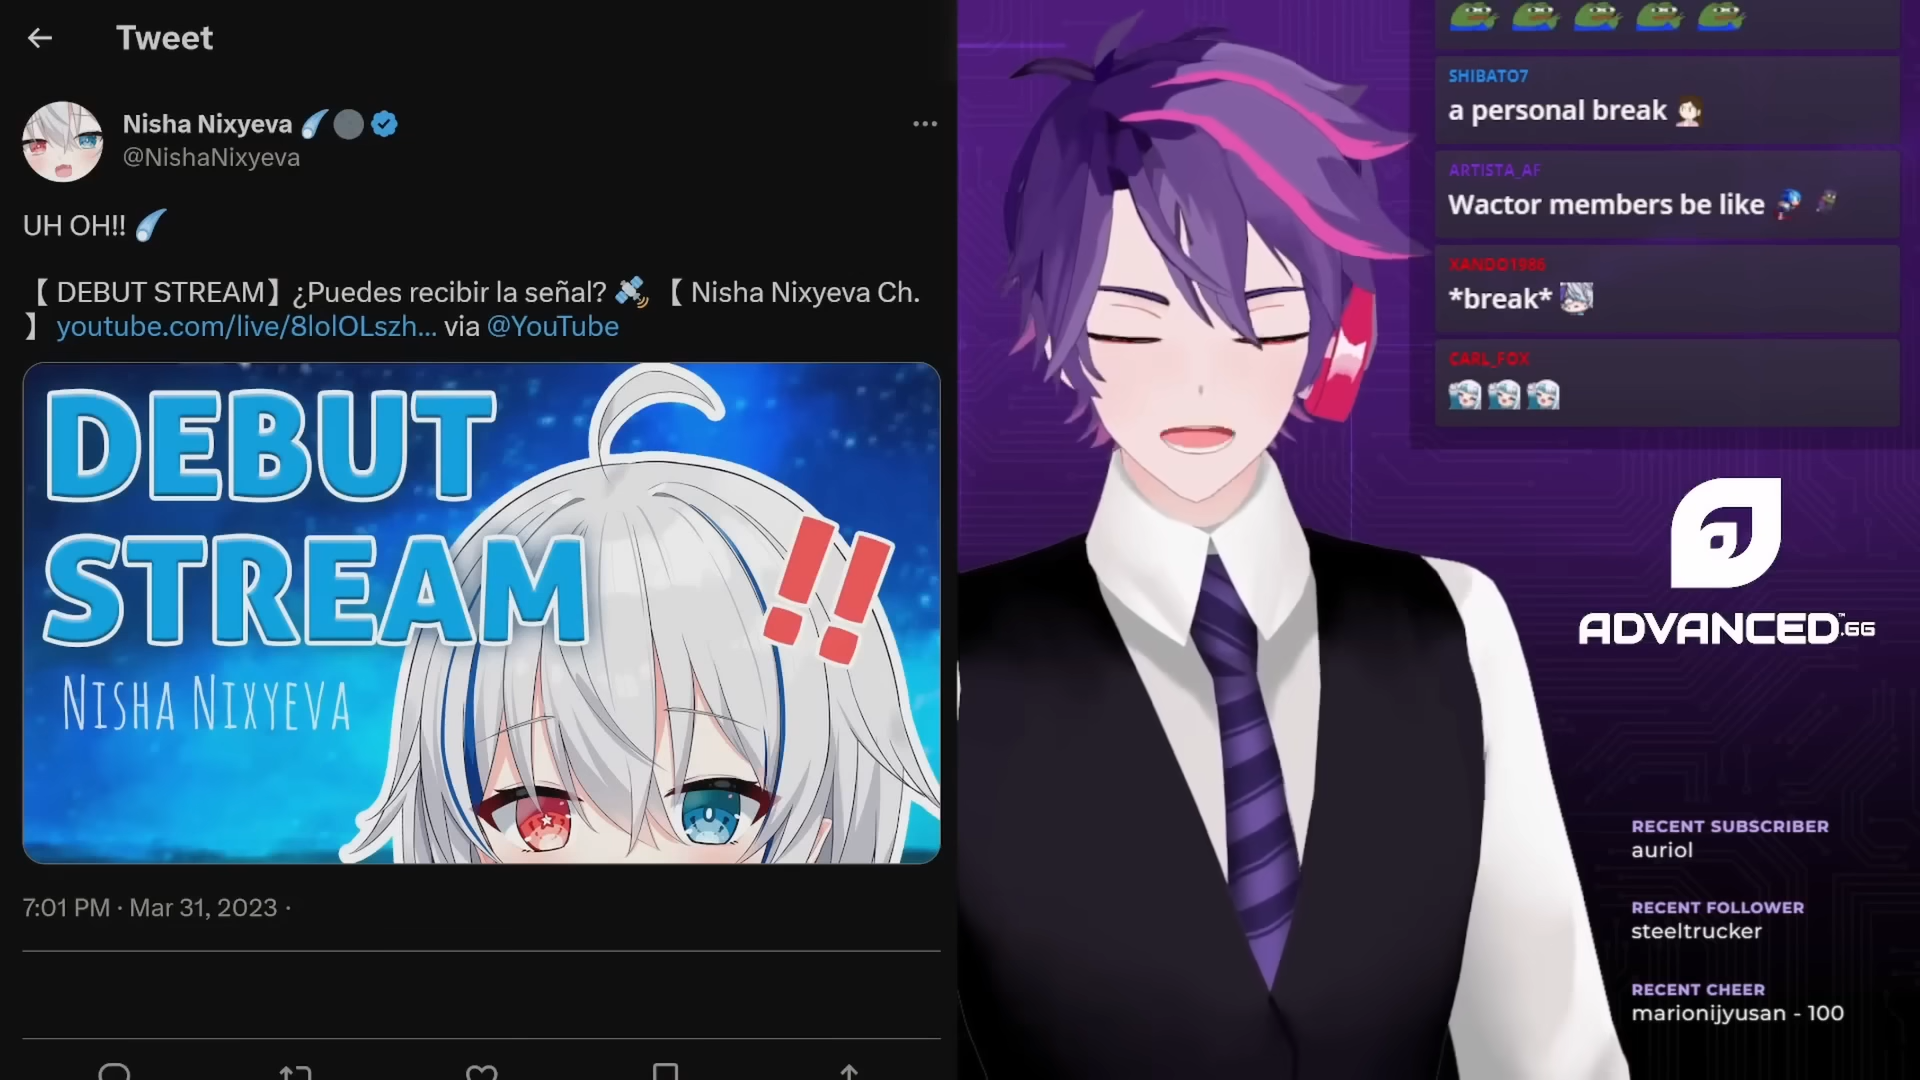 Tweet
Nisha Nixyeva
@NishaNixyeva
UH OH!!
【 DEBUT STREAM】¿Puedes recibir la señal? 【 Nisha Nixyeva Ch.
】 youtube.com/live/8lolOLszh... via @YouTube
DEBUT
STREAM
!!
NISHA NIXYEVA
7:01 PM · Mar 31, 2023 ·
SHIBATO7
a personal break
ARTISTA_AF
Wactor members be like
XANDO1986
*break*
CARL_FOX
ADVANCED.GG
™
RECENT SUBSCRIBER
auriol
RECENT FOLLOWER
steeltrucker
RECENT CHEER
marionijyusan - 100